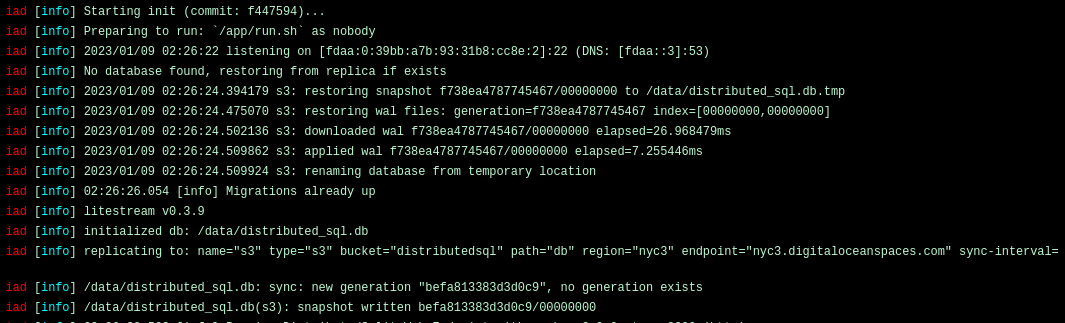 iad [info] Starting init (commit: f447594)...
iad [info] Preparing to run: `/app/run.sh` as nobody
iad [info] 2023/01/09 02:26:22 listening on [fdaa:0:39bb:a7b:93:31b8:cc8e:2]:22 (DNS: [fdaa::3]:53)
iad [info] No database found, restoring from replica if exists
iad [info] 2023/01/09 02:26:24.394179 s3: restoring snapshot f738ea4787745467/00000000 to /data/distributed_sql.db.tmp
iad [info] 2023/01/09 02:26:24.475070 s3: restoring wal files: generation=f738ea4787745467 index=[00000000,00000000]
iad [info] 2023/01/09 02:26:24.502136 s3: downloaded wal f738ea4787745467/00000000 elapsed=26.968479ms
iad [info] 2023/01/09 02:26:24.509862 s3: applied wal f738ea4787745467/00000000 elapsed=7.255446ms
iad [info] 2023/01/09 02:26:24.509924 s3: renaming database from temporary location
iad [info] 02:26:26.054 [info] Migrations already up
iad [info] litestream v0.3.9
iad [info] initialized db: /data/distributed_sql.db
iad [info] replicating to: name="s3" type="s3" bucket="distributedsql" path="db" region="nyc3" endpoint="nyc3.digitaloceanspaces.com" sync-interval=
iad [info] /data/distributed_sql.db: sync: new generation "befa813383d3d0c9", no generation exists
iad [info] /data/distributed_sql.db(s3): snapshot written befa813383d3d0c9/00000000